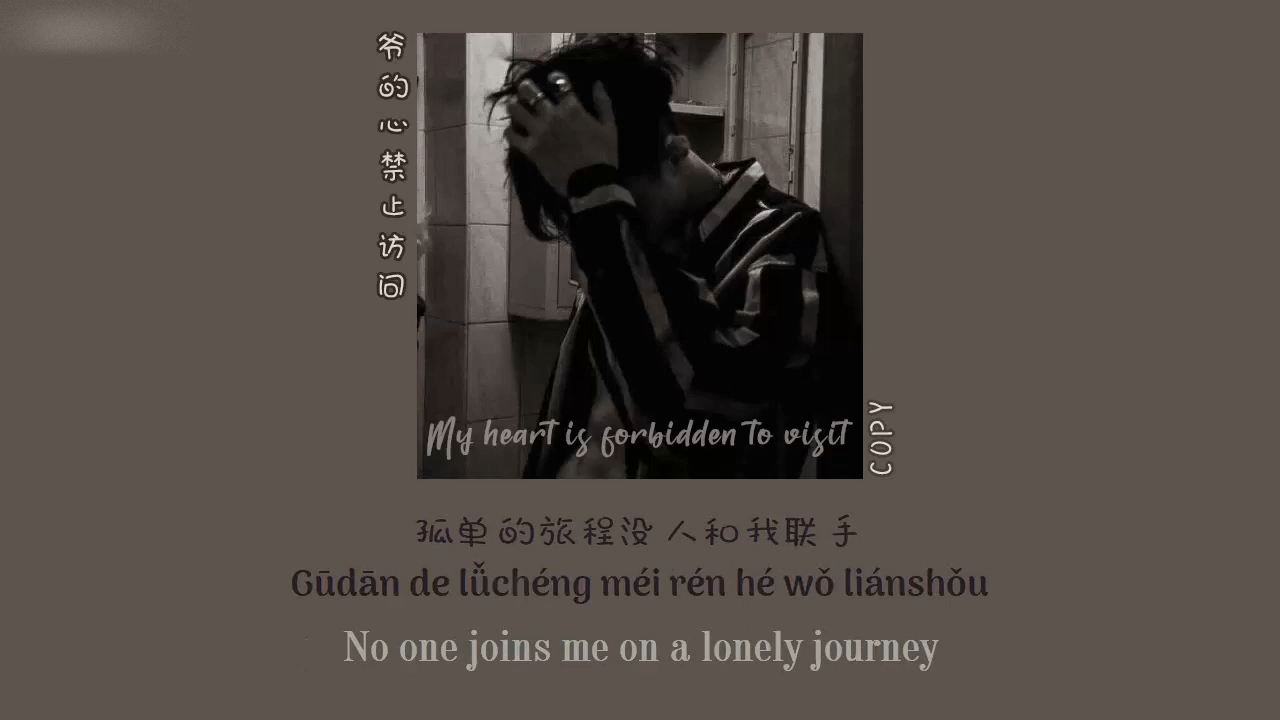 爷的心禁止访问
My heart is forbidden to visit
COPY
孤单的旅程没人和我联手
Gūdān de lǚchéng méi rén hé wǒ liánshǒu
No one joins me on a lonely journey